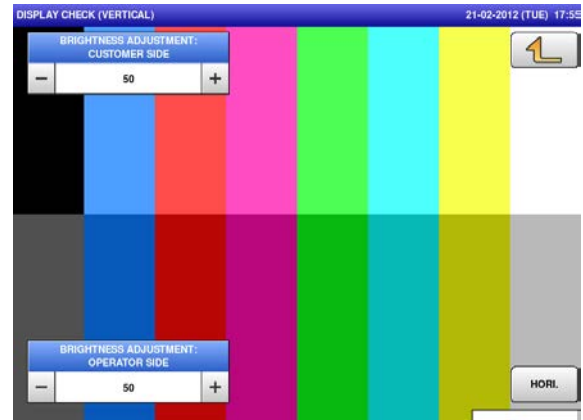 DISPLAY CHECK (VERTICAL) 21-02-2012 (TUE) 17:55
BRIGHTNESS ADJUSTMENT:
CUSTOMER SIDE
− 50 +
BRIGHTNESS ADJUSTMENT:
OPERATOR SIDE
− 50 +
HORI.